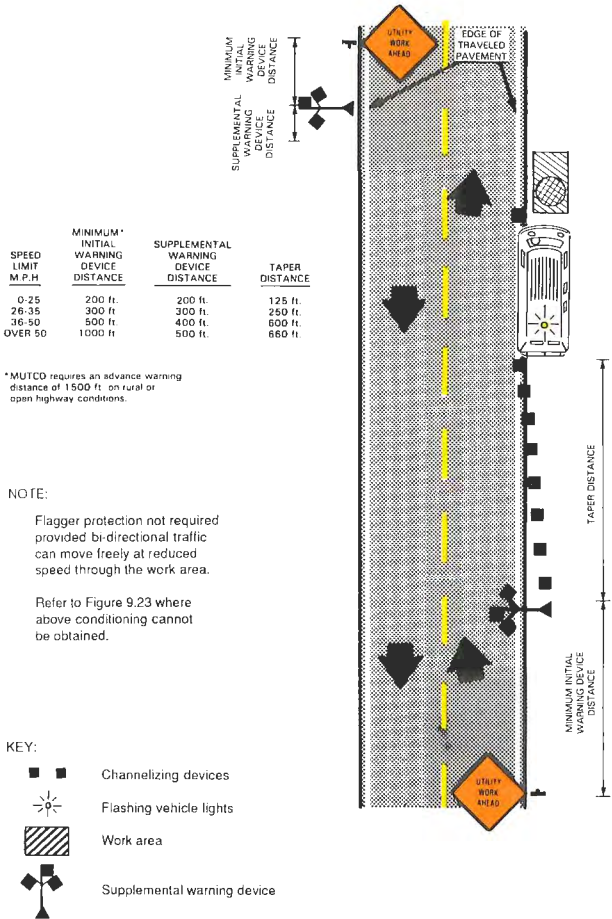 UTILITY
WORK
AHEAD
EDGE OF
TRAVELED
PAVEMENT
MINIMUM
INITIAL
WARNING
DEVICE
DISTANCE
SUPPLEMENTAL
WARNING
DEVICE
DISTANCE
SPEED
LIMIT
M.P.H
MINIMUM*
INITIAL
WARNING
DEVICE
DISTANCE
SUPPLEMENTAL
WARNING
DEVICE
DISTANCE
TAPER
DISTANCE
0-25 200 ft. 200 ft. 125 ft.
26-35 300 ft 300 ft. 250 ft.
36-50 500 ft. 400 ft. 600 ft.
OVER 50 1000 ft 500 ft. 660 ft.
*MUTCD requires an advance warning
distance of 1500 ft on rural or
open highway conditions.
NOTE:
Flagger protection not required
provided bi-directional traffic
can move freely at reduced
speed through the work area.
Refer to Figure 9.23 where
above conditioning cannot
be obtained.
TAPER DISTANCE
MINIMUM INITIAL
WARNING DEVICE
DISTANCE
UTILITY
WORK
AHEAD
KEY:
Channelizing devices
Flashing vehicle lights
Work area
Supplemental warning device